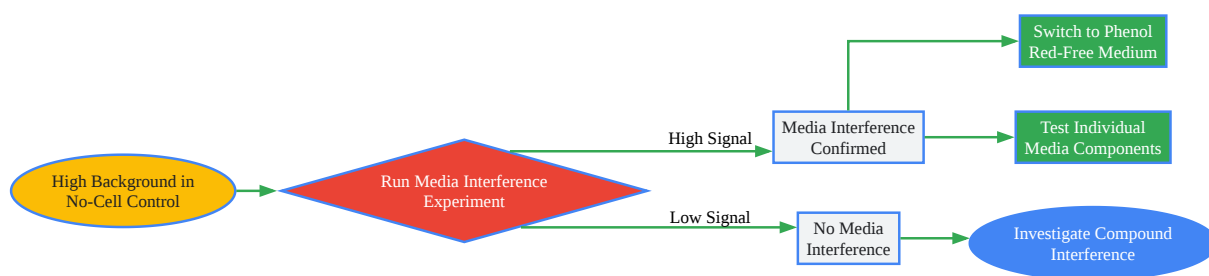 High Background in
No-Cell Control
Run Media Interference
Experiment
High Signal
Media Interference
Confirmed
Switch to Phenol
Red-Free Medium
Test Individual
Media Components
Low Signal
No Media
Interference
Investigate Compound
Interference